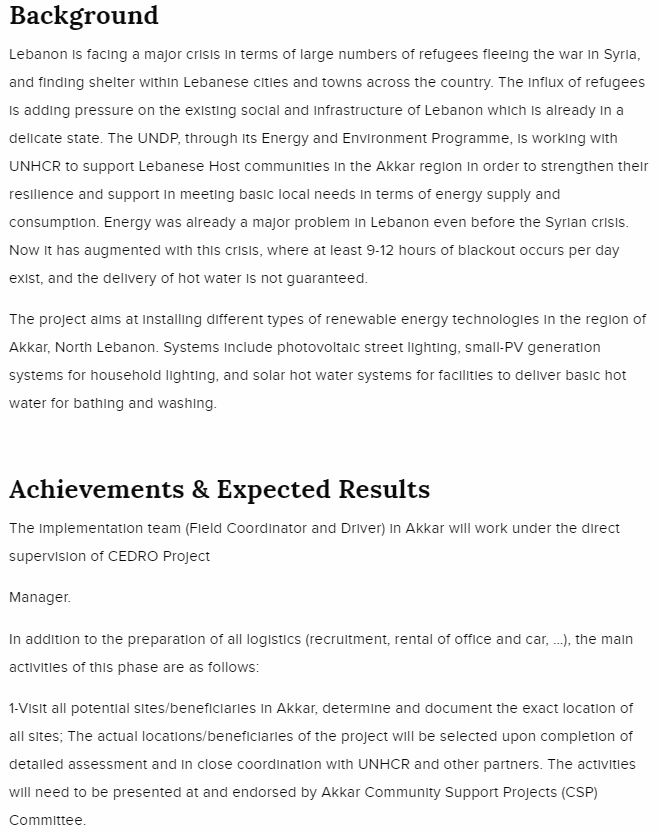 Background
Lebanon is facing a major crisis in terms of large numbers of refugees fleeing the war in Syria,
and finding shelter within Lebanese cities and towns across the country. The influx of refugees
is adding pressure on the existing social and infrastructure of Lebanon which is already in a
delicate state. The UNDP, through its Energy and Environment Programme, is working with
UNHCR to support Lebanese Host communities in the Akkar region in order to strengthen their
resilience and support in meeting basic local needs in terms of energy supply and
consumption. Energy was already a major problem in Lebanon even before the Syrian crisis.
Now it has augmented with this crisis, where at least 9-12 hours of blackout occurs per day
exist, and the delivery of hot water is not guaranteed.
The project aims at installing different types of renewable energy technologies in the region of
Akkar, North Lebanon. Systems include photovoltaic street lighting, small-PV generation
systems for household lighting, and solar hot water systems for facilities to deliver basic hot
water for bathing and washing.
Achievements & Expected Results
The implementation team (Field Coordinator and Driver) in Akkar will work under the direct
supervision of CEDRO Project
Manager.
In addition to the preparation of all logistics (recruitment, rental of office and car, ...), the main
activities of this phase are as follows:
1-Visit all potential sites/beneficiaries in Akkar, determine and document the exact location of
all sites; The actual locations/beneficiaries of the project will be selected upon completion of
detailed assessment and in close coordination with UNHCR and other partners. The activities
will need to be presented at and endorsed by Akkar Community Support Projects (CSP)
Committee.